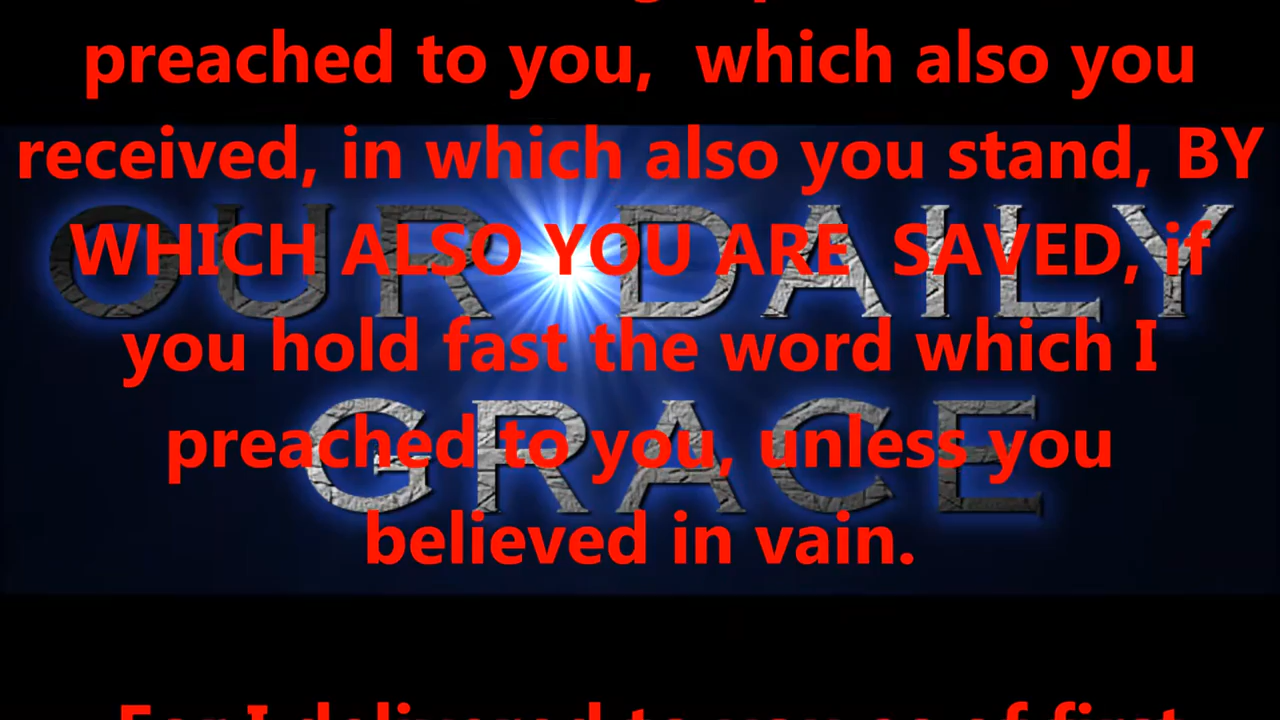 preached to you,  which also you
received, in which also you stand, BY
WHICH ALSO YOU ARE  SAVED, if
you hold fast the word which I
preached to you, unless you
believed in vain.
For I delivered to you as of first
OUR DAILY
GRACE